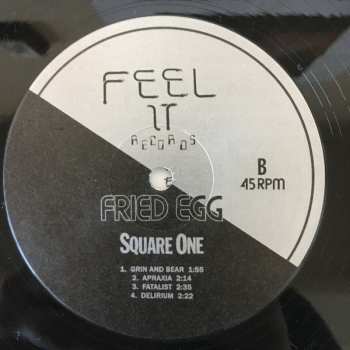 FEEL
IT
RECORDS
B
45 RPM
FRIED EGG
SQUARE ONE
1. GRIN AND BEAR 1:55
2. APRAXIA 2:14
3. FATALIST 2:35
4. DELIRIUM 2:22